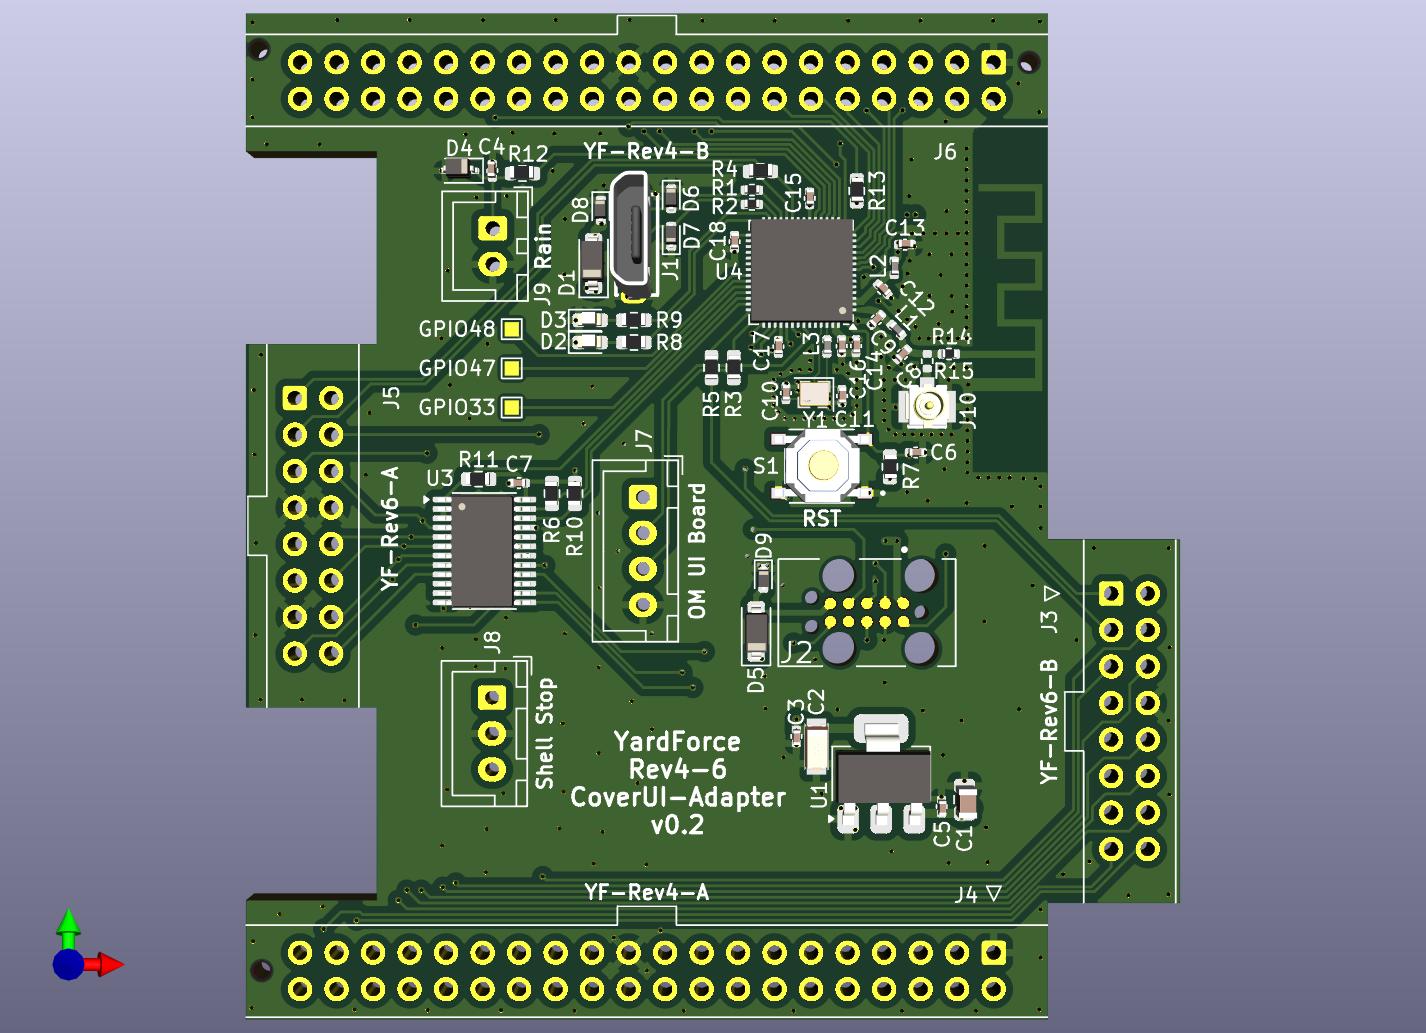 J6
D4 C4 R12
YF-Rev4-B
R4
R1
R2
C15
R13
D8
D6
D7
C18
U4
C13
Rain
J9
D1
J1
L2
C12
L1
GPIO48
D3
R9
D2
R8
C17
L3
C9
C16
C14
R14
C8
R15
GPIO47
J5
GPIO33
R5
R3
C10
Y1
C11
J10
J7
S1
C6
R7
R11
U3
C7
YF-Rev6-A
R6
R10
OM UI Board
RST
D9
J3
J8
J2
D5
Shell Stop
C3
C2
YF-Rev6-B
YardForce
Rev4-6
CoverUI-Adapter
v0.2
U1
C5
C1
YF-Rev4-A
J4